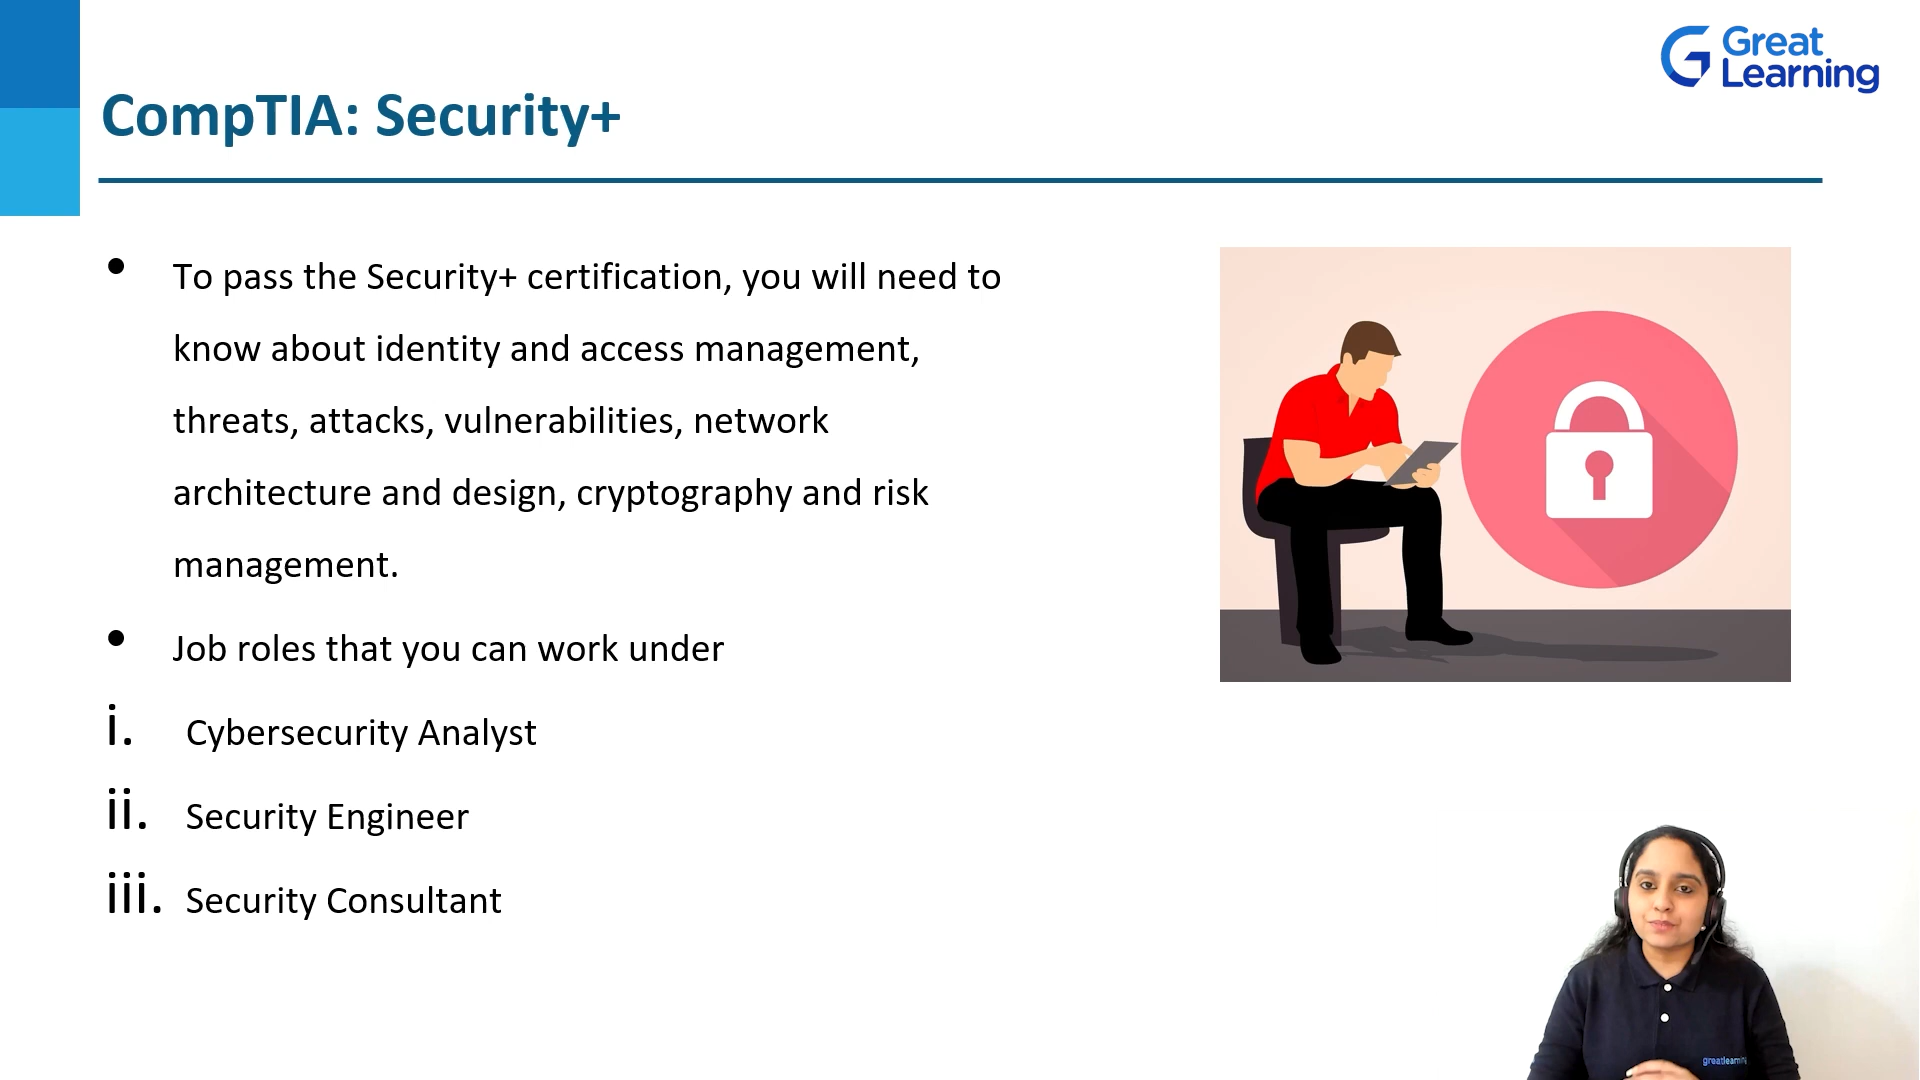 Great
Learning
CompTIA: Security+
• To pass the Security+ certification, you will need to
know about identity and access management,
threats, attacks, vulnerabilities, network
architecture and design, cryptography and risk
management.
• Job roles that you can work under
i. Cybersecurity Analyst
ii. Security Engineer
iii. Security Consultant
greatlearning